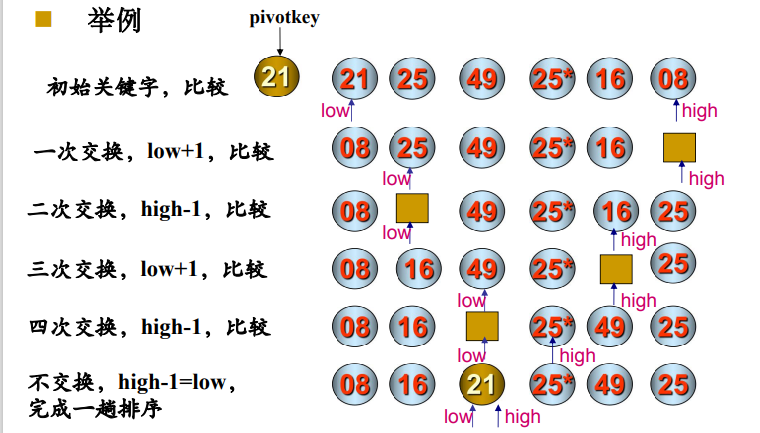 举例 pivotkey
初始关键字，比较 21 21 25 49 25* 16 08
low high
一次交换，low+1，比较 08 25 49 25* 16
low high
二次交换，high-1，比较 08 49 25* 16 25
low high
三次交换，low+1，比较 08 16 49 25* 25
low high
四次交换，high-1，比较 08 16 25* 49 25
low high
不交换，high-1=low， 08 16 21 25* 49 25
完成一趟排序
low high